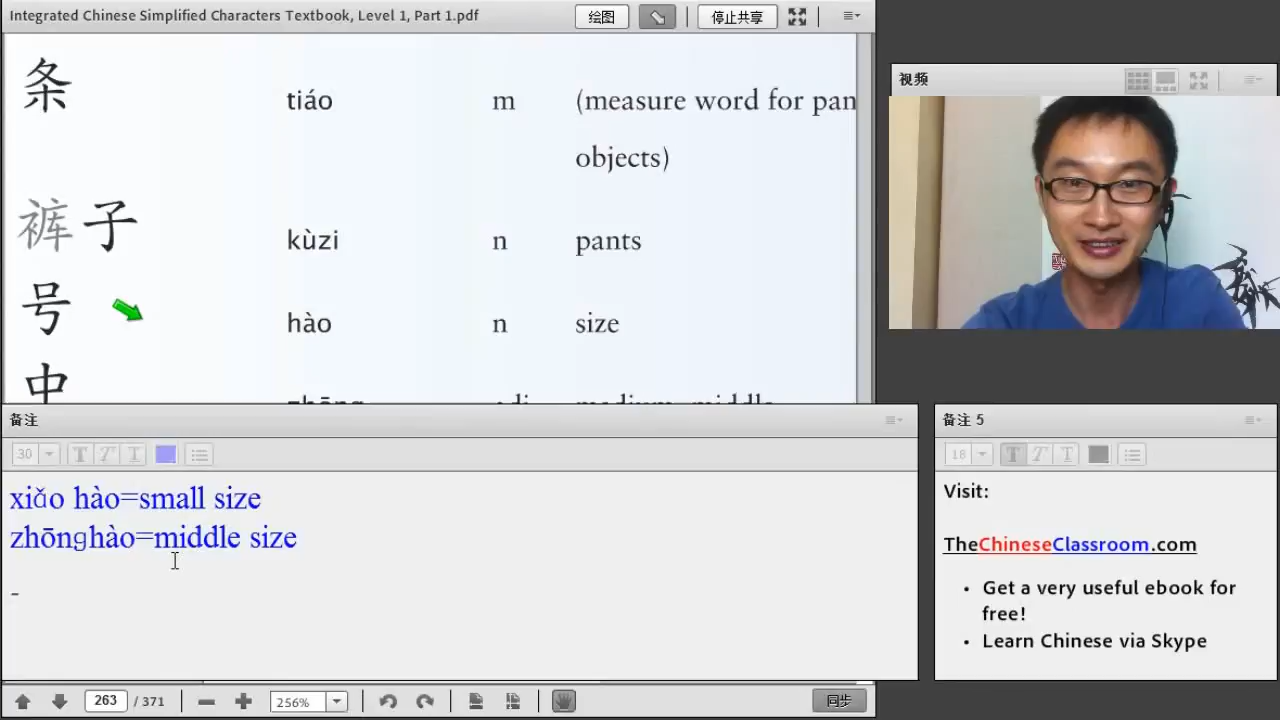 Integrated Chinese Simplified Characters Textbook, Level 1, Part 1.pdf
绘图
停止共享
条 tiáo m (measure word for pan
objects)
裤子 kùzi n pants
号 hào n size
中
视频
备注
30
xiǎo hào=small size
zhōnghào=middle size
-
备注 5
18
Visit:
TheChineseClassroom.com
• Get a very useful ebook for
free!
• Learn Chinese via Skype
263 / 371
256%
同步